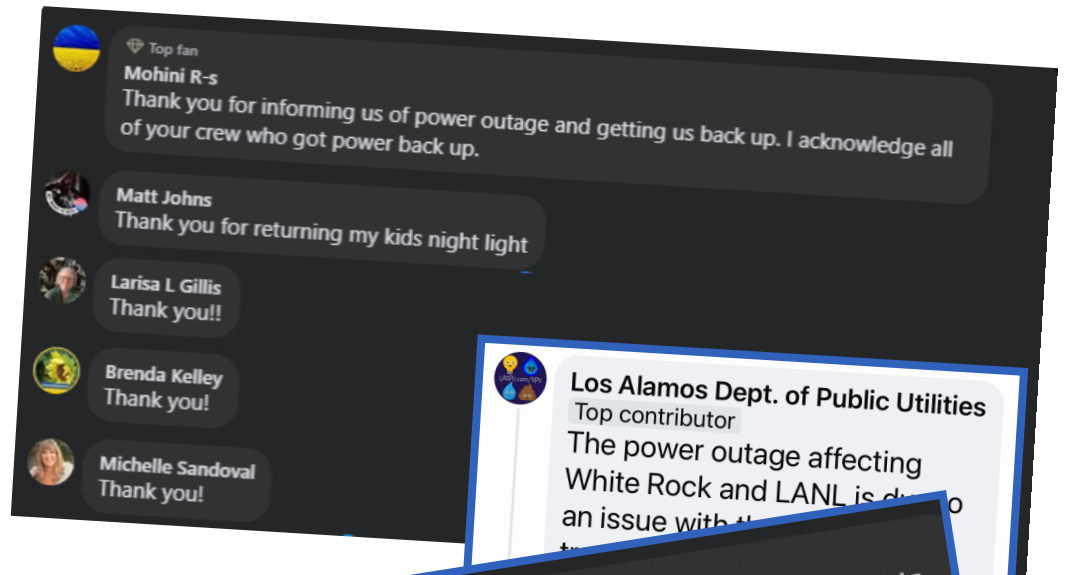 Top fan
Mohini R-s
Thank you for informing us of power outage and getting us back up. I acknowledge all
of your crew who got power back up.
Matt Johns
Thank you for returning my kids night light
Larisa L Gillis
Thank you!!
Brenda Kelley
Thank you!
Michelle Sandoval
Thank you!
Los Alamos Dept. of Public Utilities
Top contributor
The power outage affecting
White Rock and LANL is
an issue with